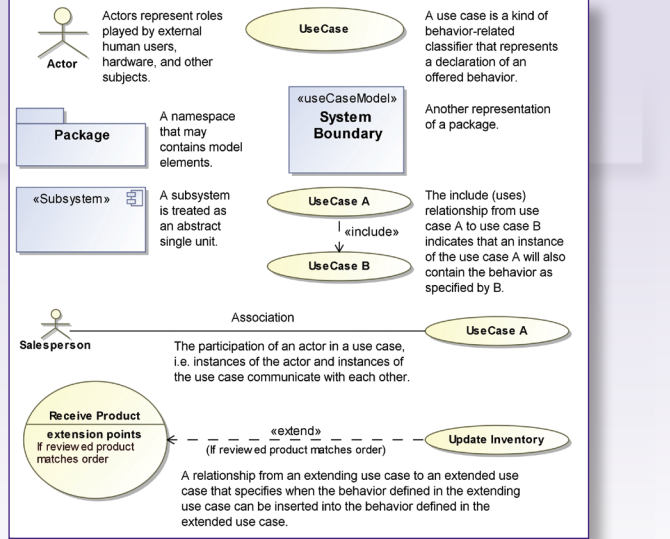 Actor
Actors represent roles
played by external
human users,
hardware, and other
subjects.
UseCase
A use case is a kind of
behavior-related
classifier that represents
a declaration of an
offered behavior.
Package
A namespace
that may
contains model
elements.
«useCaseModel»
System
Boundary
Another representation
of a package.
«Subsystem»
A subsystem
is treated as
an abstract
single unit.
UseCase A
«include»
UseCase B
The include (uses)
relationship from use
case A to use case B
indicates that an instance
of the use case A will also
contain the behavior as
specified by B.
Salesperson
Association
UseCase A
The participation of an actor in a use case,
i.e. instances of the actor and instances of
the use case communicate with each other.
Receive Product
extension points
If reviewed product
matches order
«extend»
(If reviewed product matches order)
Update Inventory
A relationship from an extending use case to an extended use
case that specifies when the behavior defined in the extending
use case can be inserted into the behavior defined in the
extended use case.